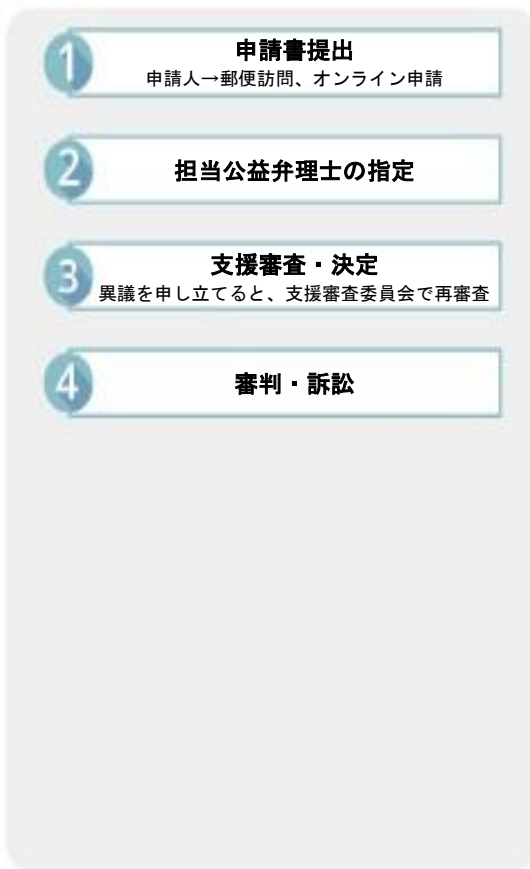 1
申請書提出
申請人→郵便訪問、オンライン申請
2
担当公益弁理士の指定
3
支援審査・決定
異議を申し立てると、支援審査委員会で再審査
4
審判・訴訟